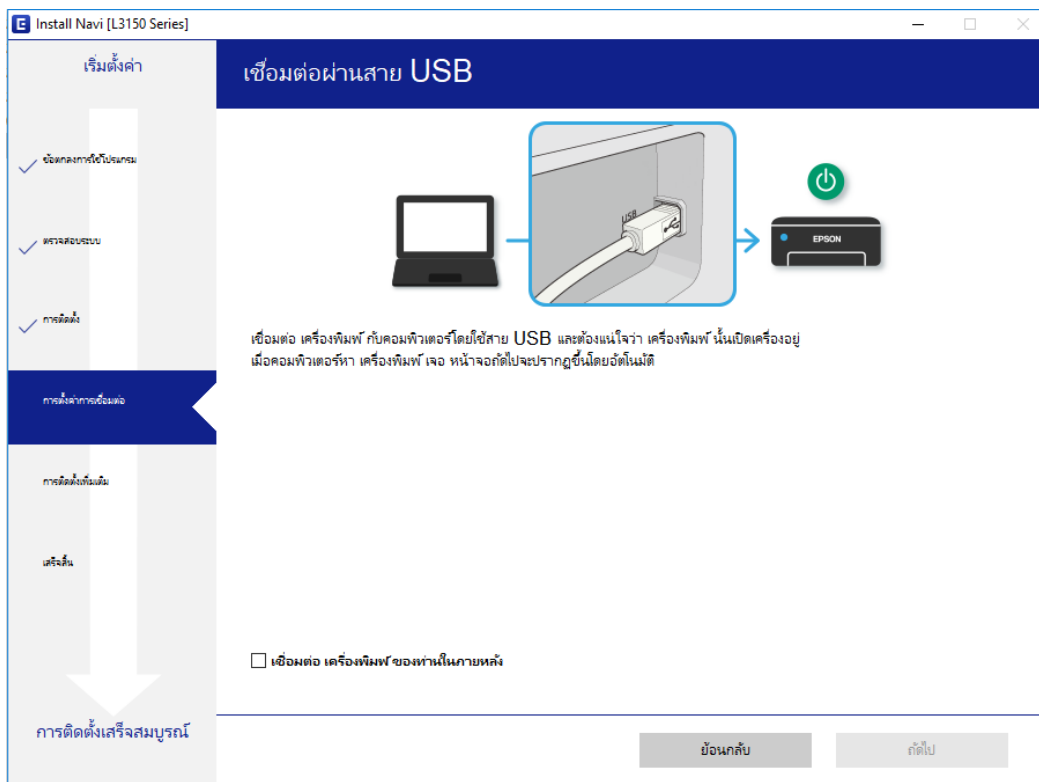 Install Navi [L3150 Series]
เริ่มตั้งค่า
ข้อตกลงการใช้โปรแกรม
ตรวจสอบระบบ
การติดตั้ง
การตั้งค่าการเชื่อมต่อ
การติดตั้งเพิ่มเติม
เสร็จสิ้น
การติดตั้งเสร็จสมบูรณ์
เชื่อมต่อผ่านสาย USB
USB
EPSON
เชื่อมต่อ เครื่องพิมพ์ กับคอมพิวเตอร์โดยใช้สาย USB และต้องแน่ใจว่า เครื่องพิมพ์ นั้นเปิดเครื่องอยู่
เมื่อคอมพิวเตอร์หา เครื่องพิมพ์ เจอ หน้าจอถัดไปจะปรากฏขึ้นโดยอัตโนมัติ
เชื่อมต่อ เครื่องพิมพ์ ของท่านในภายหลัง
ย้อนกลับ
ถัดไป